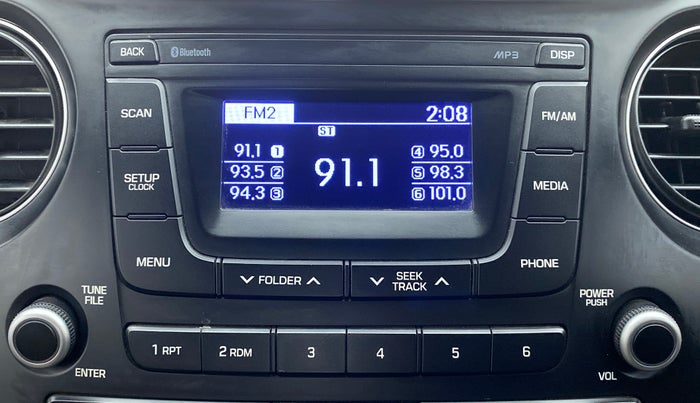 BACK Bluetooth MP3 DISP
SCAN FM2 2:08 FM/AM
ST
91.1 1 4 95.0
93.5 2 91.1 5 98.3
94.3 3 6 101.0
SETUP
CLOCK
MEDIA
MENU FOLDER SEEK
TRACK
PHONE
TUNE
FILE
POWER
PUSH
1 RPT 2 RDM 3 4 5 6
ENTER VOL